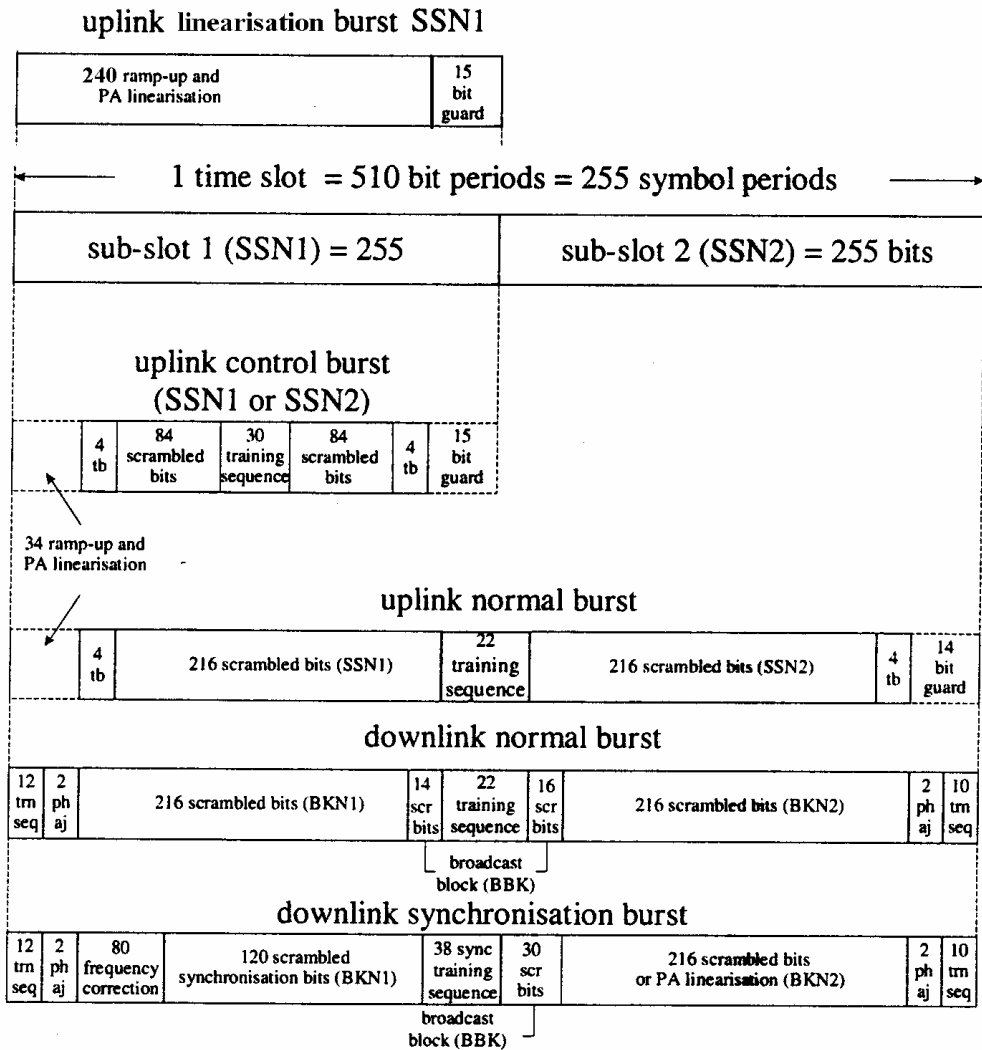 uplink linearisation burst SSN1
240 ramp-up and
PA linearisation
15
bit
guard
1 time slot = 510 bit periods = 255 symbol periods
sub-slot 1 (SSN1) = 255
sub-slot 2 (SSN2) = 255 bits
uplink control burst
(SSN1 or SSN2)
4
tb
84
scrambled
bits
30
training
sequence
84
scrambled
bits
4
tb
15
bit
guard
34 ramp-up and
PA linearisation
uplink normal burst
4
tb
216 scrambled bits (SSN1)
22
training
sequence
216 scrambled bits (SSN2)
4
tb
14
bit
guard
downlink normal burst
12
trn
seq
2
ph
aj
216 scrambled bits (BKN1)
14
scr
bits
22
training
sequence
16
scr
bits
216 scrambled bits (BKN2)
2
ph
aj
10
trn
seq
broadcast
block (BBK)
downlink synchronisation burst
12
trn
seq
2
ph
aj
80
frequency
correction
120 scrambled
synchronisation bits (BKN1)
38 sync
training
sequence
30
scr
bits
216 scrambled bits
or PA linearisation (BKN2)
2
ph
aj
10
trn
seq
broadcast
block (BBK)